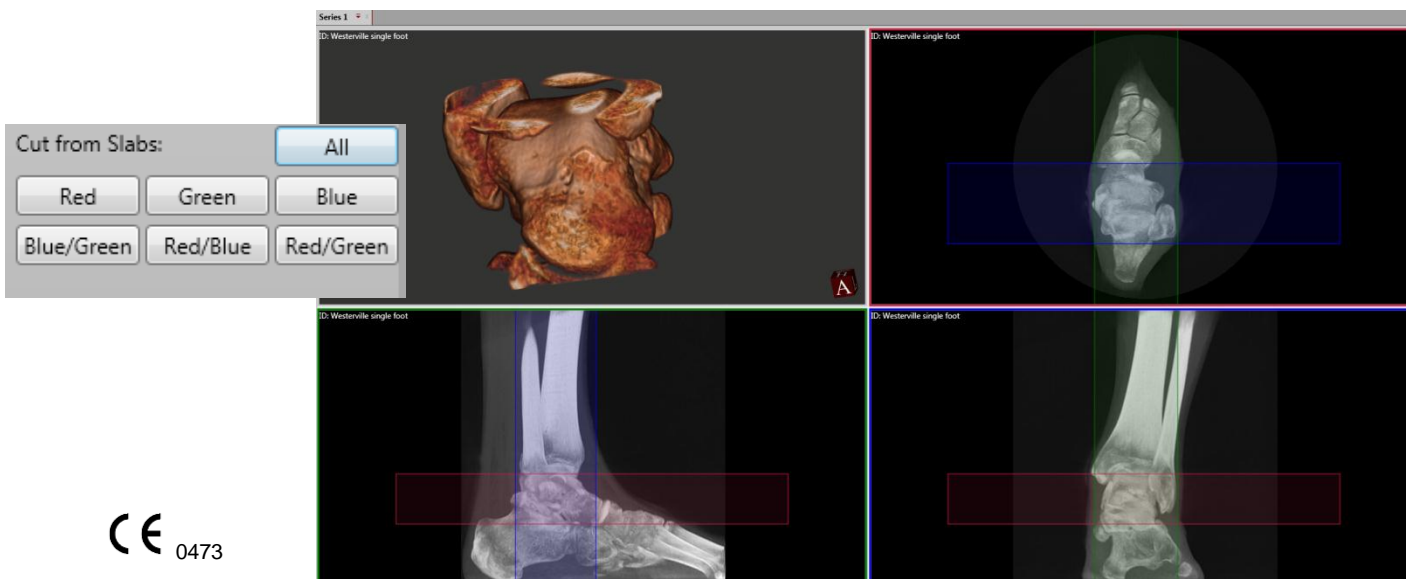 Series 1
ID: Westerville single foot
ID: Westerville single foot
Cut from Slabs:
All
Red
Green
Blue
Blue/Green
Red/Blue
Red/Green
A
ID: Westerville single foot
ID: Westerville single foot
CE 0473